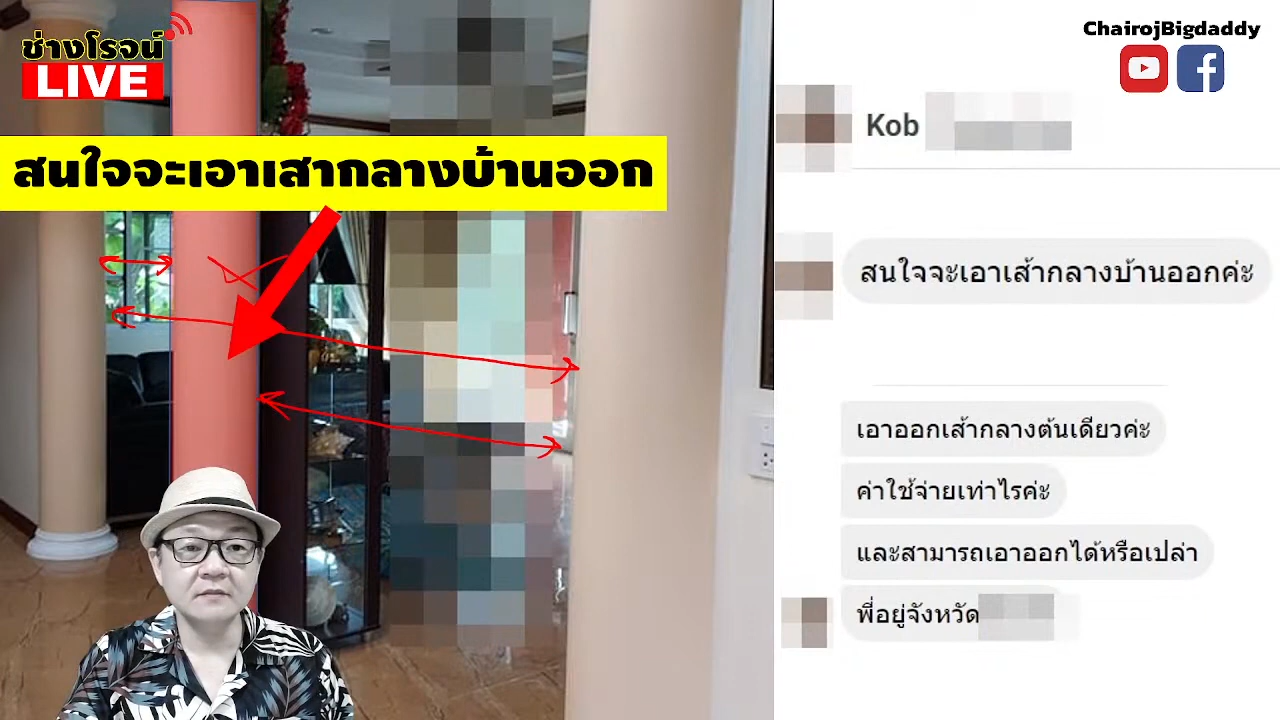 ช่างโรจน์
LIVE
สนใจจะเอาเสากลางบ้านออก
ChairojBigdaddy
Kob
สนใจจะเอาเส้ากลางบ้านออกค่ะ
เอาออกเส้ากลางต้นเดียวค่ะ
ค่าใช้จ่ายเท่าไรค่ะ
และสามารถเอาออกได้หรือเปล่า
พี่อยู่จังหวัด